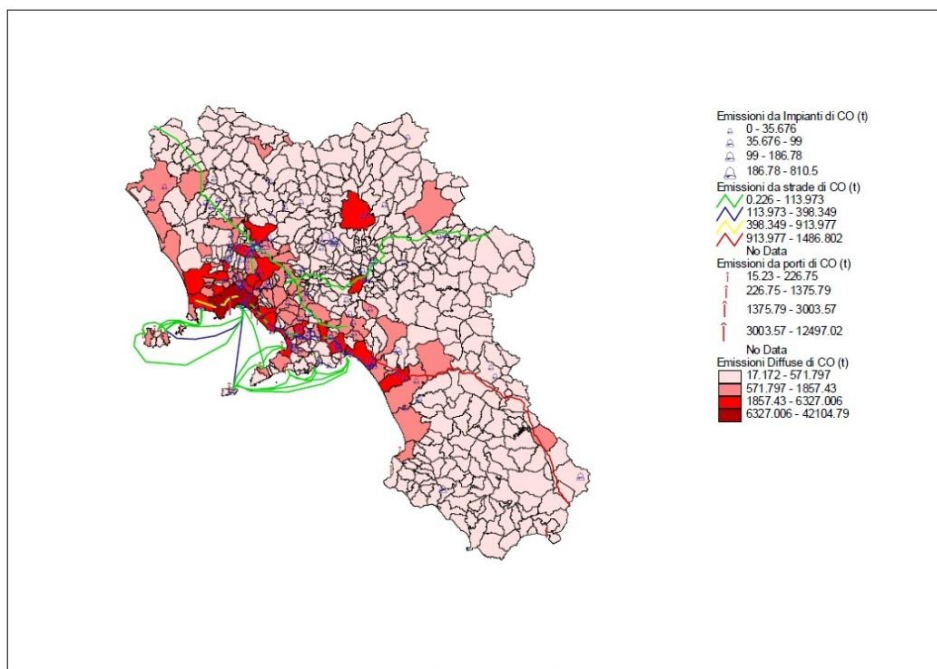 Emissioni da Impianti di CO (t)
0 - 35.676
35.676 - 99
99 - 186.78
186.78 - 810.5
Emissioni da strade di CO (t)
0.226 - 113.973
113.973 - 398.349
398.349 - 913.977
913.977 - 1486.802
No Data
Emissioni da porti di CO (t)
15.23 - 226.75
226.75 - 1375.79
1375.79 - 3003.57
3003.57 - 12497.02
No Data
Emissioni Diffuse di CO (t)
17.172 - 571.797
571.797 - 1857.43
1857.43 - 6327.006
6327.006 - 42104.79